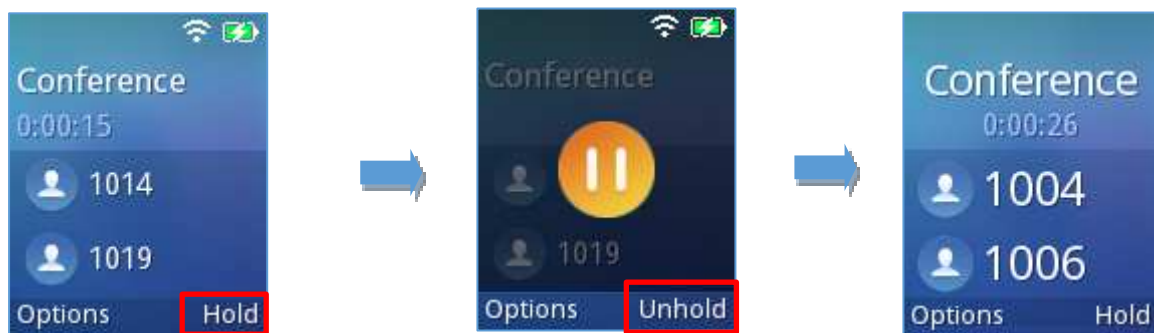 Conference
0:00:15
1014
1019
Options Hold
Conference
1019
Options Unhold
Conference
0:00:26
1004
1006
Options Hold